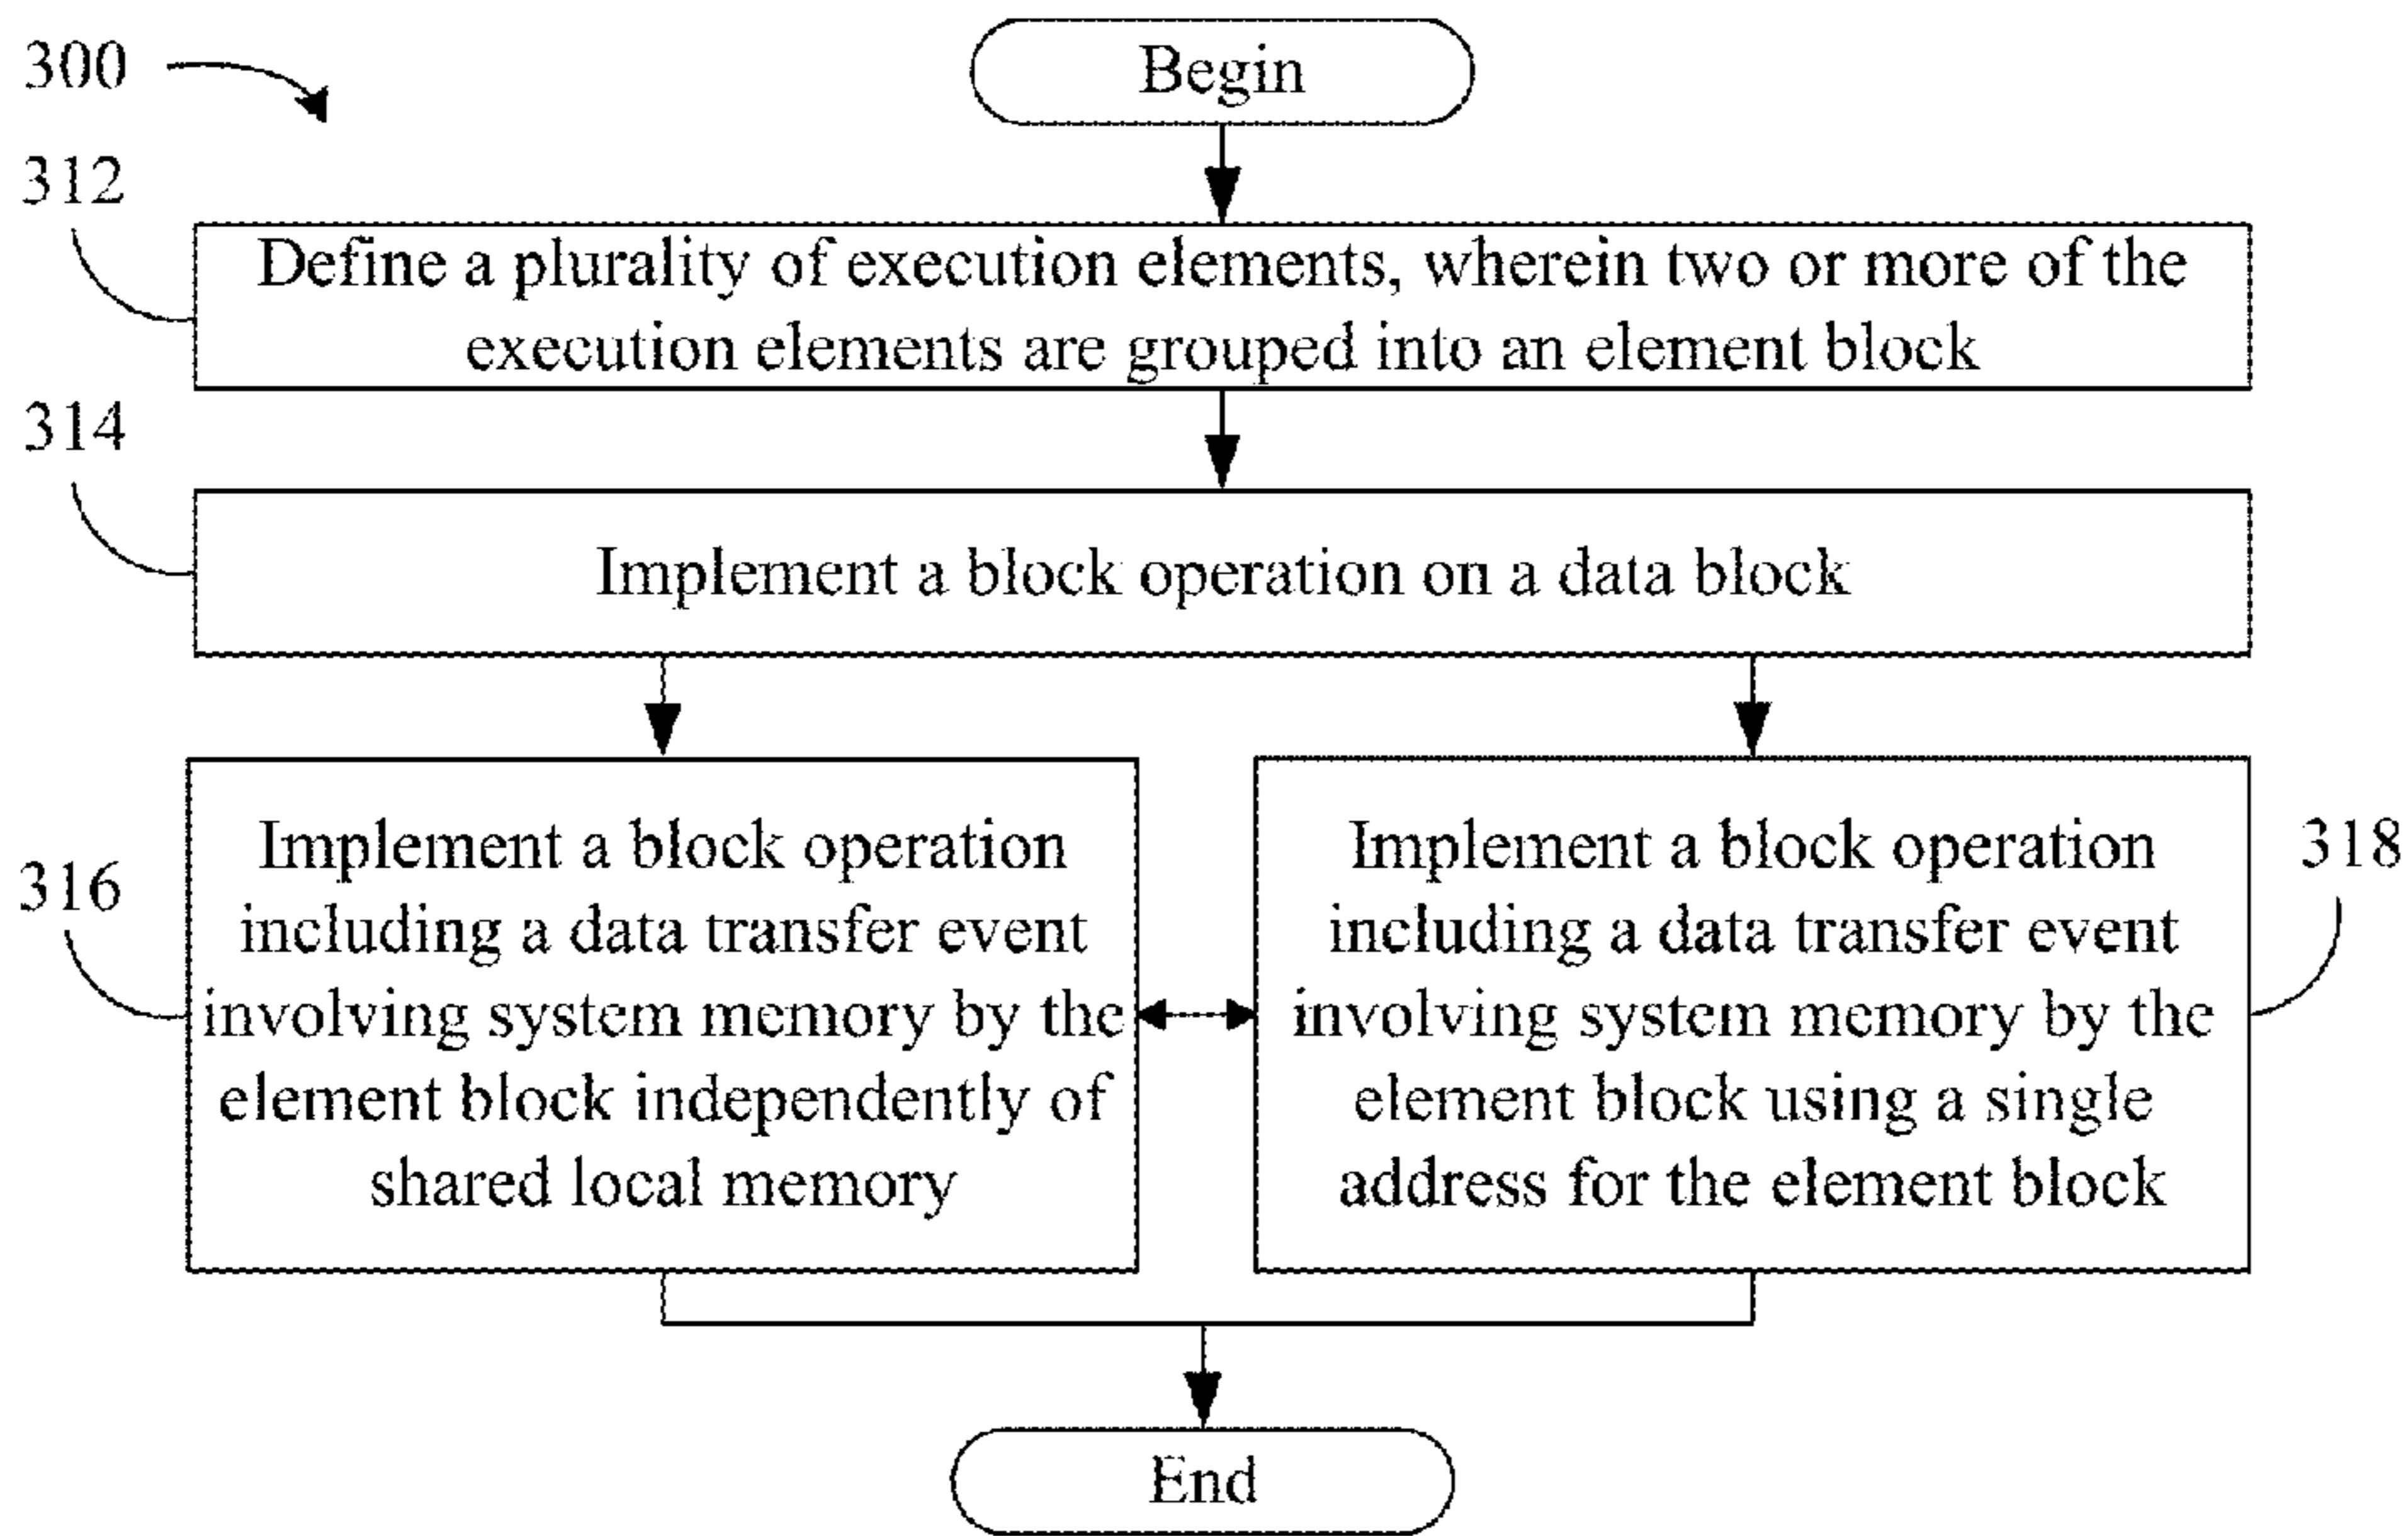 300
Begin
312
Define a plurality of execution elements, wherein two or more of the
execution elements are grouped into an element block
314
Implement a block operation on a data block
316
Implement a block operation
including a data transfer event
involving system memory by the
element block independently of
shared local memory
Implement a block operation
including a data transfer event
involving system memory by the
element block using a single
address for the element block
318
End